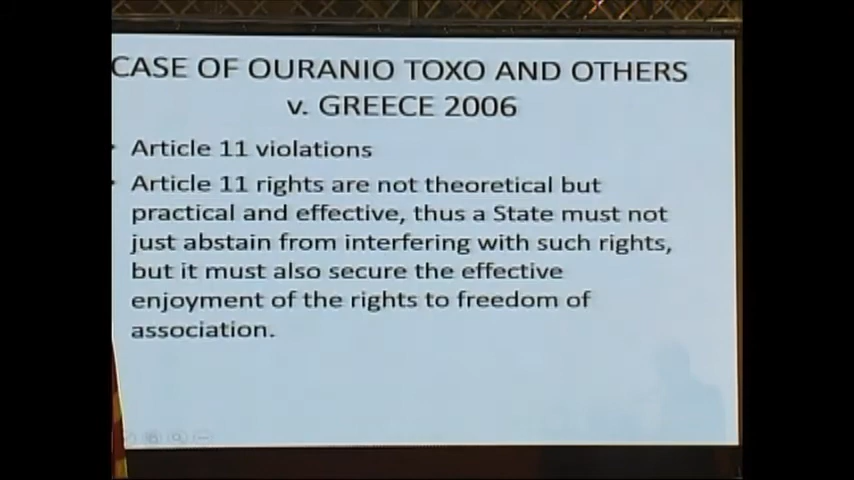 CASE OF OURANIO TOXO AND OTHERS
v. GREECE 2006
Article 11 violations
Article 11 rights are not theoretical but
practical and effective, thus a State must not
just abstain from interfering with such rights,
but it must also secure the effective
enjoyment of the rights to freedom of
association.